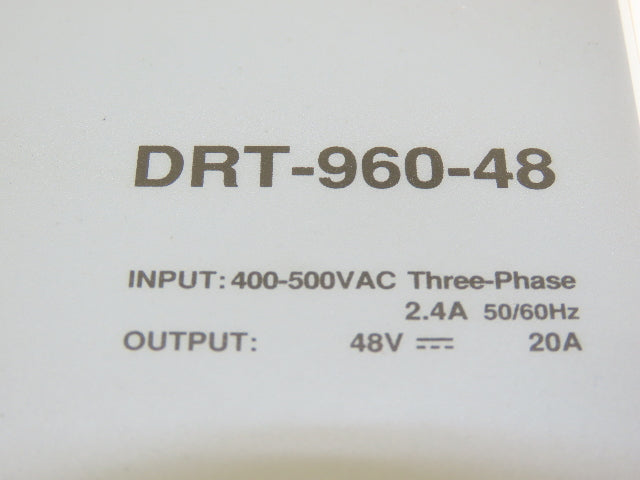 DRT-960-48
INPUT: 400-500VAC Three-Phase
2.4A 50/60Hz
OUTPUT: 48V ⎓ 20A